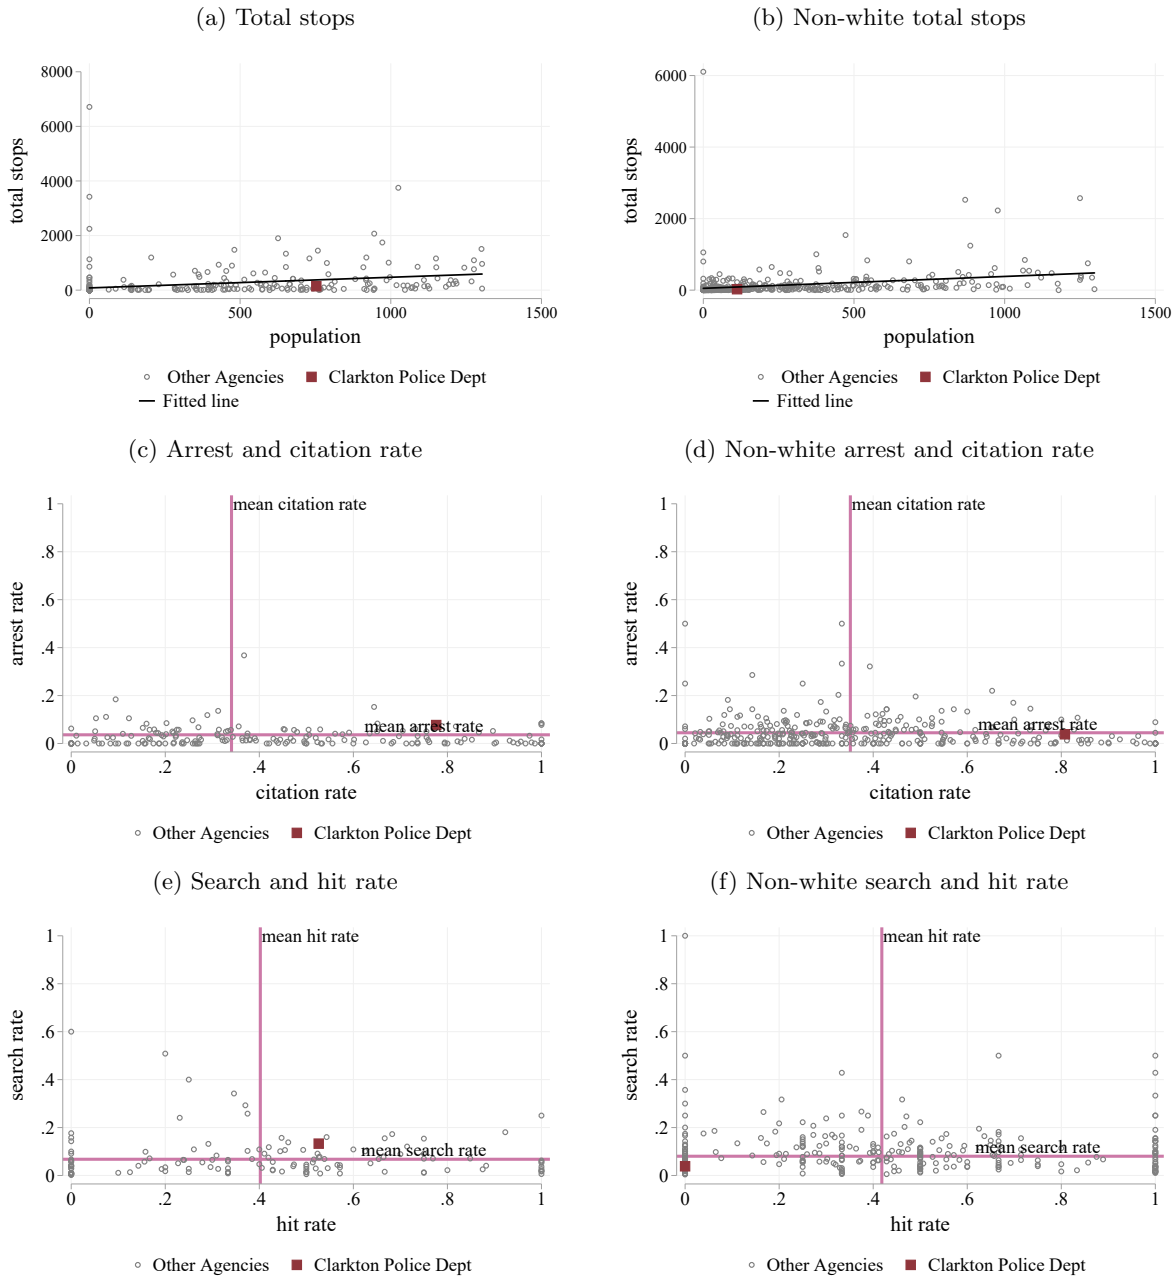 (a) Total stops
(b) Non-white total stops
8000
6000
4000
2000
0
total stops
0 500 1000 1500
population
Other Agencies Clarkton Police Dept
Fitted line
6000
4000
2000
0
total stops
0 500 1000 1500
population
Other Agencies Clarkton Police Dept
Fitted line
(c) Arrest and citation rate
(d) Non-white arrest and citation rate
1
.8
.6
.4
.2
0
arrest rate
mean citation rate
mean arrest rate
0 .2 .4 .6 .8 1
citation rate
Other Agencies Clarkton Police Dept
1
.8
.6
.4
.2
0
arrest rate
mean citation rate
mean arrest rate
0 .2 .4 .6 .8 1
citation rate
Other Agencies Clarkton Police Dept
(e) Search and hit rate
(f) Non-white search and hit rate
1
.8
.6
.4
.2
0
search rate
mean hit rate
mean search rate
0 .2 .4 .6 .8 1
hit rate
Other Agencies Clarkton Police Dept
1
.8
.6
.4
.2
0
search rate
mean hit rate
mean search rate
0 .2 .4 .6 .8 1
hit rate
Other Agencies Clarkton Police Dept